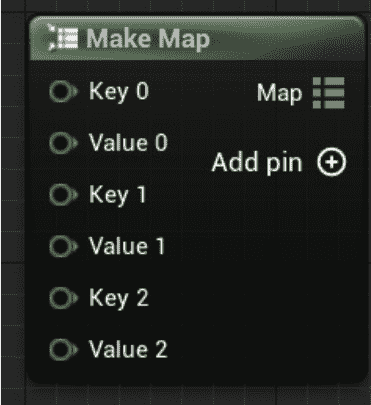 Make Map
Key 0
Map
Value 0
Add pin
Key 1
Value 1
Key 2
Value 2